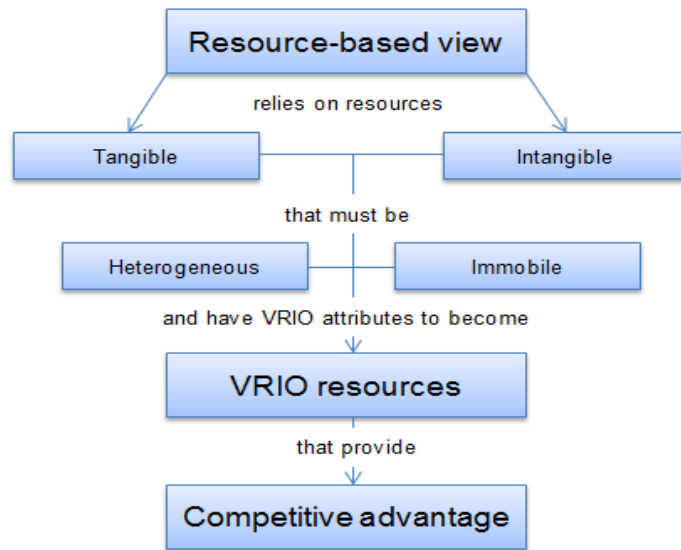 Resource-based view
relies on resources
Tangible
Intangible
that must be
Heterogeneous
Immobile
and have VRIO attributes to become
VRIO resources
that provide
Competitive advantage